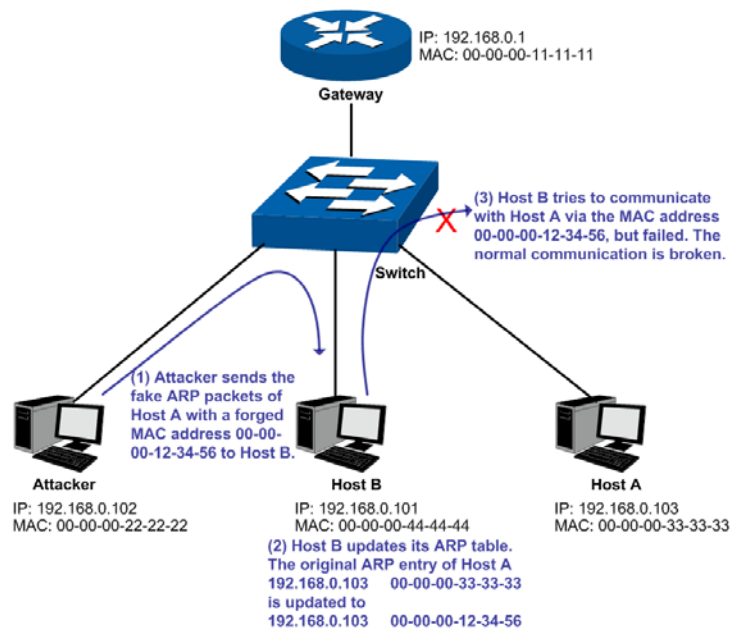 IP: 192.168.0.1
MAC: 00-00-00-11-11-11
Gateway
(3) Host B tries to communicate
with Host A via the MAC address
00-00-00-12-34-56, but failed. The
normal communication is broken.
X
Switch
(1) Attacker sends the
fake ARP packets of
Host A with a forged
MAC address 00-00-
00-12-34-56 to Host B.
Attacker
IP: 192.168.0.102
MAC: 00-00-00-22-22-22
Host B
IP: 192.168.0.101
MAC: 00-00-00-44-44-44
Host A
IP: 192.168.0.103
MAC: 00-00-00-33-33-33
(2) Host B updates its ARP table.
The original ARP entry of Host A
192.168.0.103 00-00-00-33-33-33
is updated to
192.168.0.103 00-00-00-12-34-56